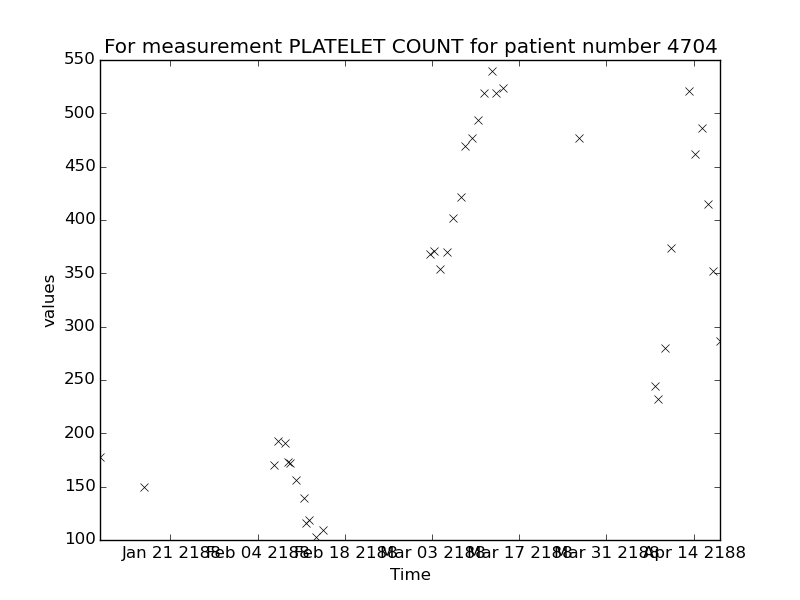 For measurement PLATELET COUNT for patient number 4704
550
500
450
400
350
300
250
200
150
100
values
Jan 21 2188
Feb 04 2188
Feb 18 2188
Mar 03 2188
Mar 17 2188
Mar 31 2188
Apr 14 2188
Time